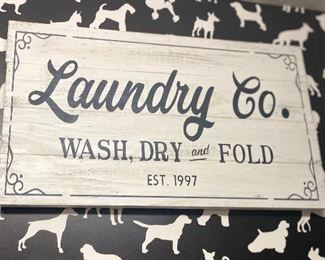 Laundry Co.
WASH, DRY and FOLD
EST. 1997